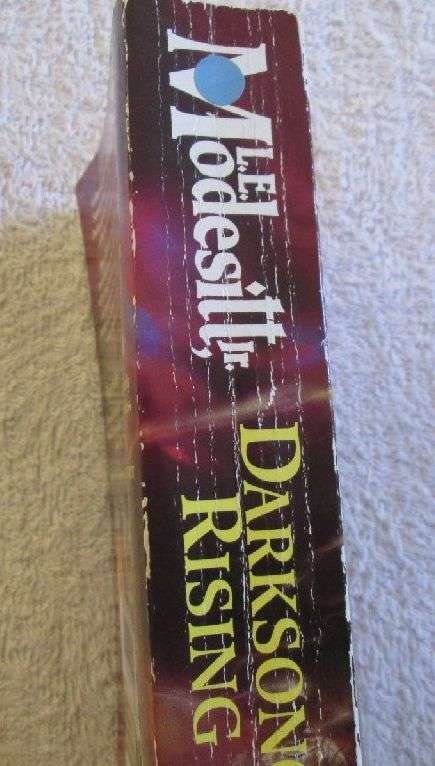 L.E.
Modesitt, Jr.
DARKSONG
RISING